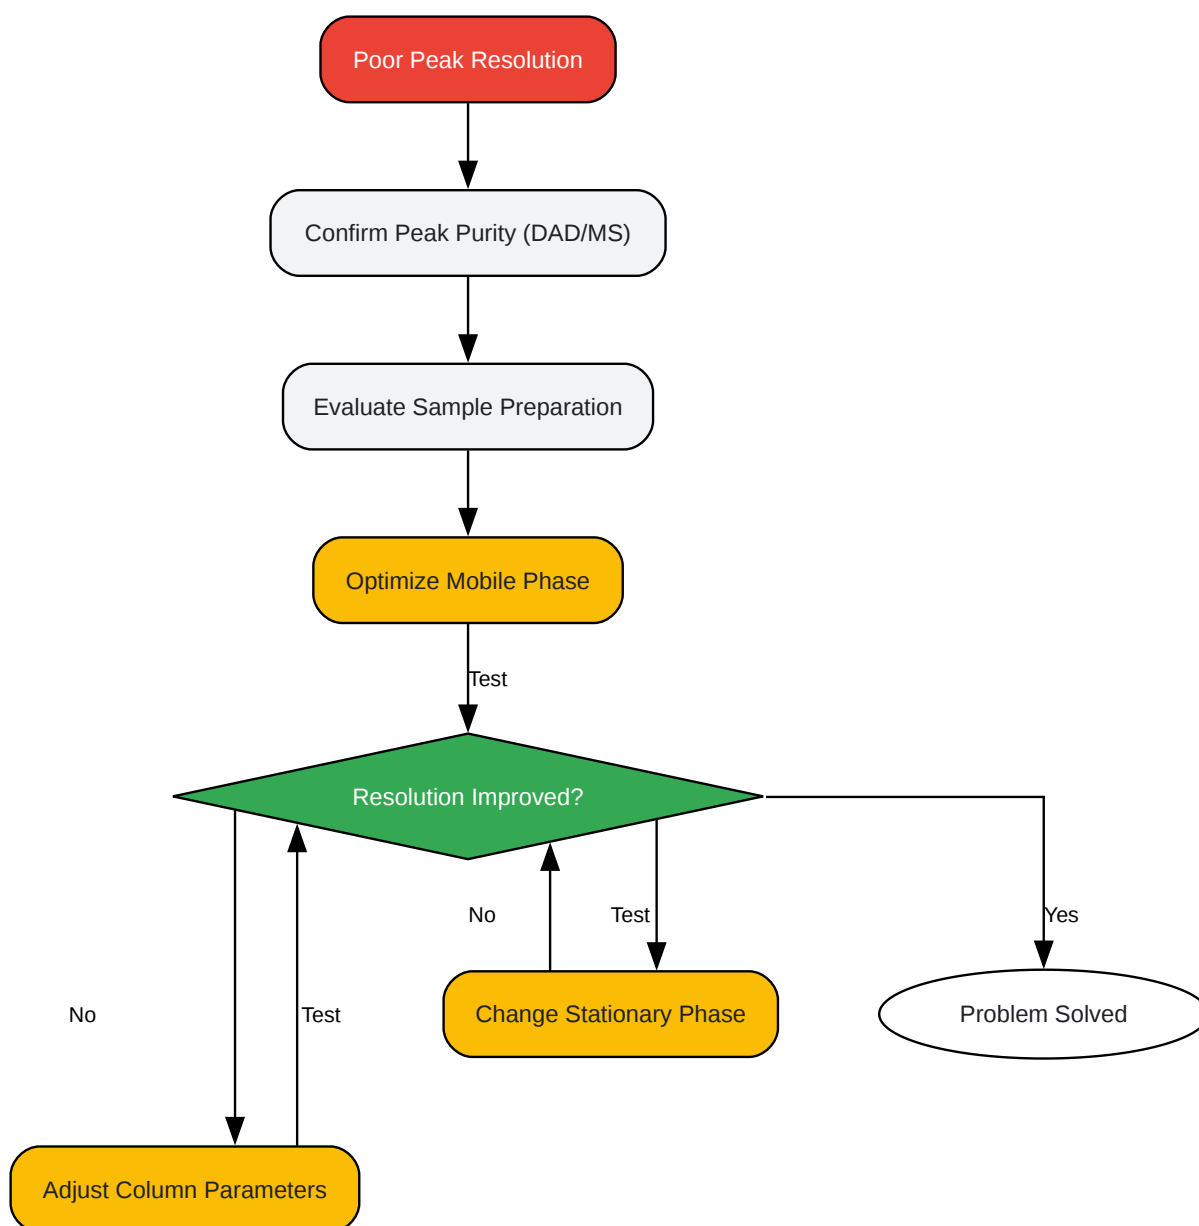 Poor Peak Resolution
Confirm Peak Purity (DAD/MS)
Evaluate Sample Preparation
Optimize Mobile Phase
Test
Resolution Improved?
No
Test
Yes
No
Test
Change Stationary Phase
Problem Solved
Adjust Column Parameters